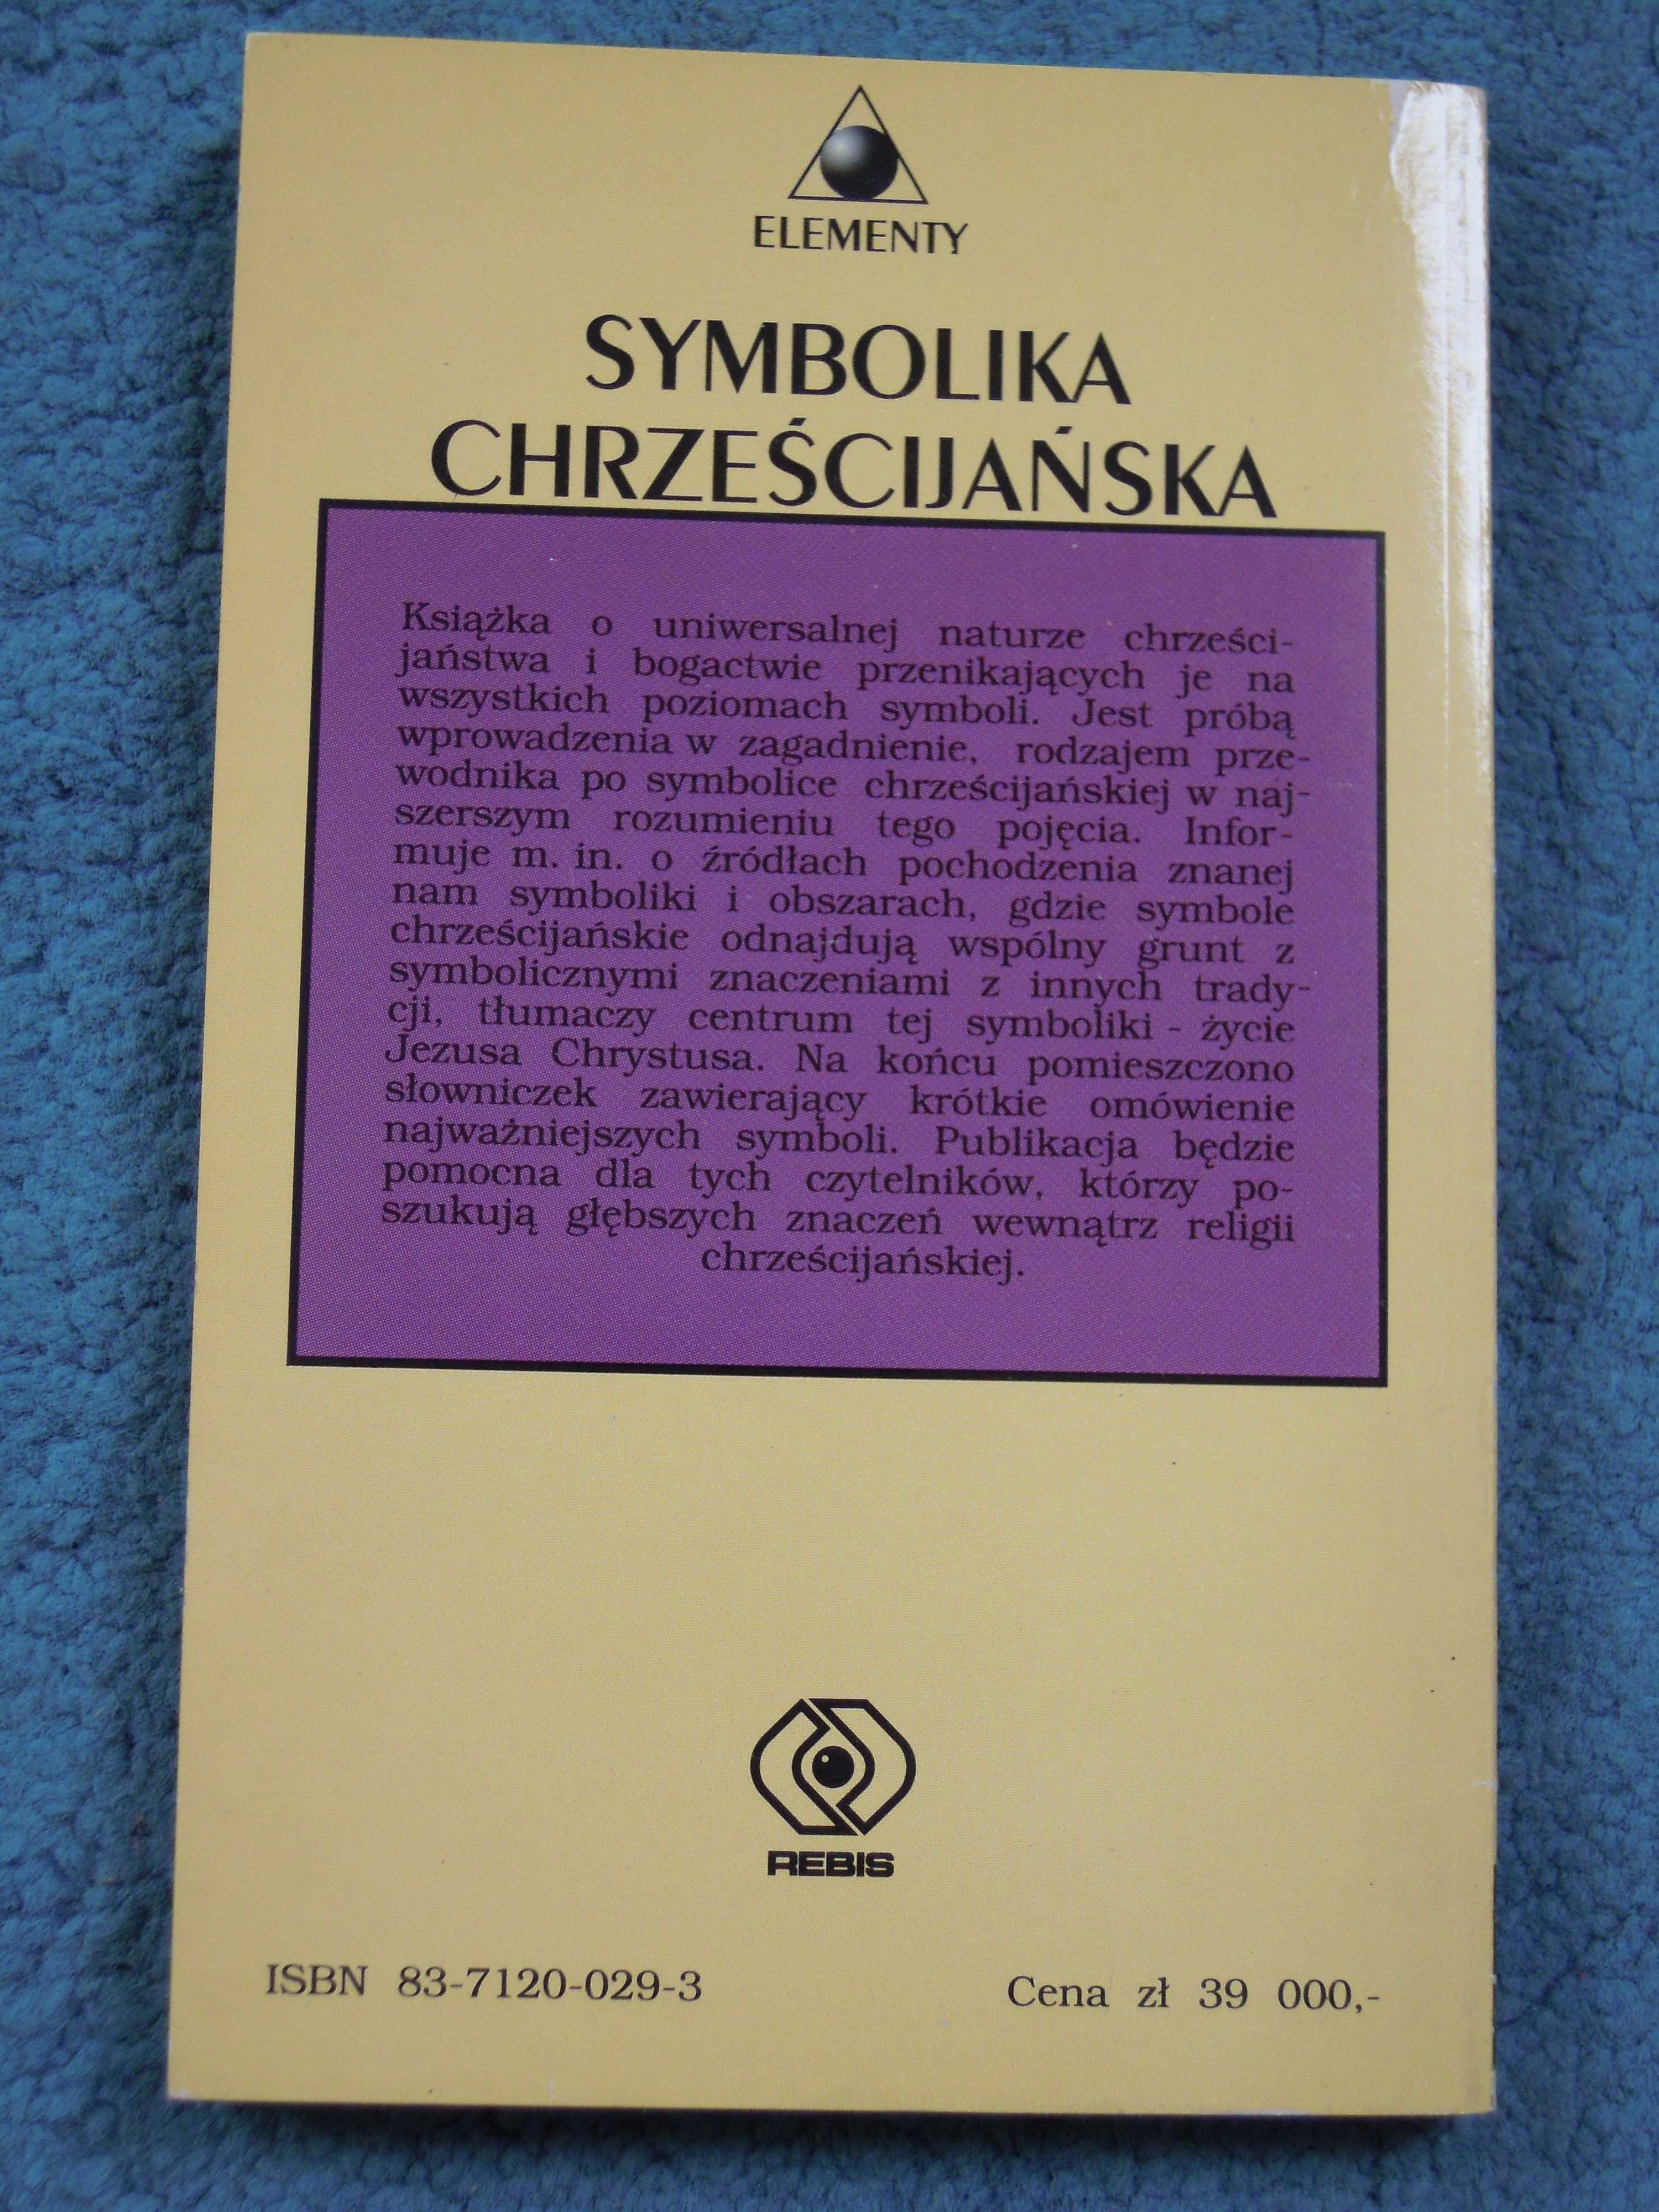 ELEMENTY
SYMBOLIKA
CHRZEŚCIJAŃSKA
Książka o uniwersalnej naturze chrześci-
jaństwa i bogactwie przenikających je na
wszystkich poziomach symboli. Jest próbą
wprowadzenia w zagadnienie, rodzajem prze-
wodnika po symbolice chrześcijańskiej w naj-
szerszym rozumieniu tego pojęcia. Infor-
muje m. in. o źródłach pochodzenia znanej
nam symboliki i obszarach, gdzie symbole
chrześcijańskie odnajdują wspólny grunt z
symbolicznymi znaczeniami z innych trady-
cji, tłumaczy centrum tej symboliki - życie
Jezusa Chrystusa. Na końcu pomieszczono
słowniczek zawierający krótkie omówienie
najważniejszych symboli. Publikacja będzie
pomocna dla tych czytelników, którzy po-
szukują głębszych znaczeń wewnątrz religii
chrześcijańskiej.
REBIS
ISBN 83-7120-029-3 Cena zł 39 000,-